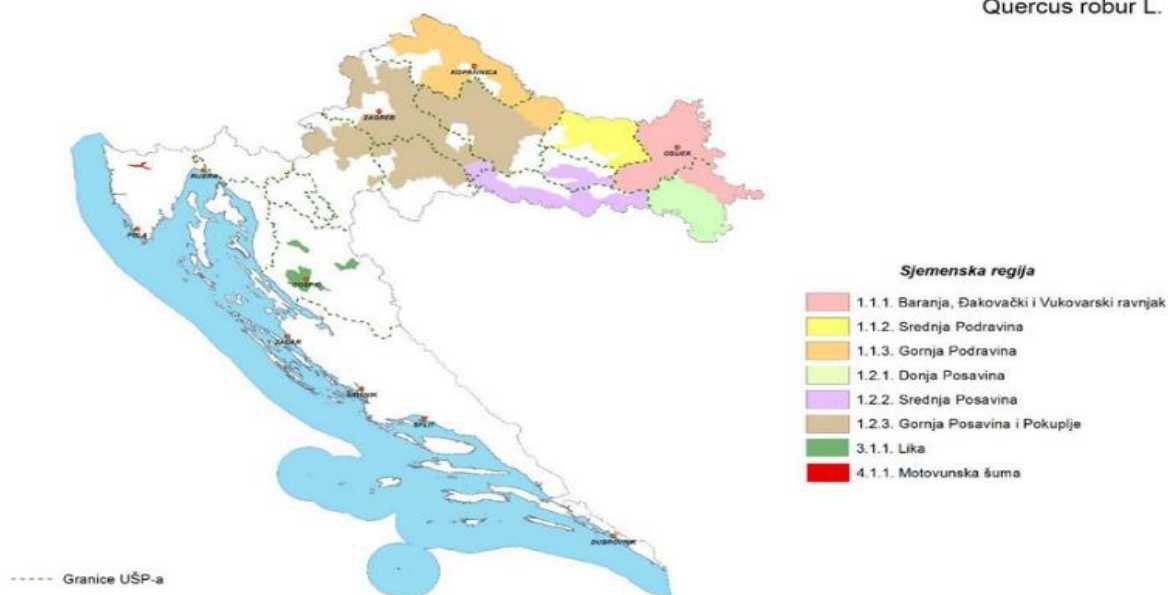 Quercus robur L.
KOPRIVNICA
ZAGREB
OSIJEK
RIJEKA
PULA
GOSPIĆ
ZADAR
ŠIBENIK
SPLIT
DUBROVNIK
Sjemenska regija
1.1.1. Baranja, Đakovački i Vukovarski ravnjak
1.1.2. Srednja Podravina
1.1.3. Gornja Podravina
1.2.1. Donja Posavina
1.2.2. Srednja Posavina
1.2.3. Gornja Posavina i Pokuplje
3.1.1. Lika
4.1.1. Motovunska šuma
Granice UŠP-a